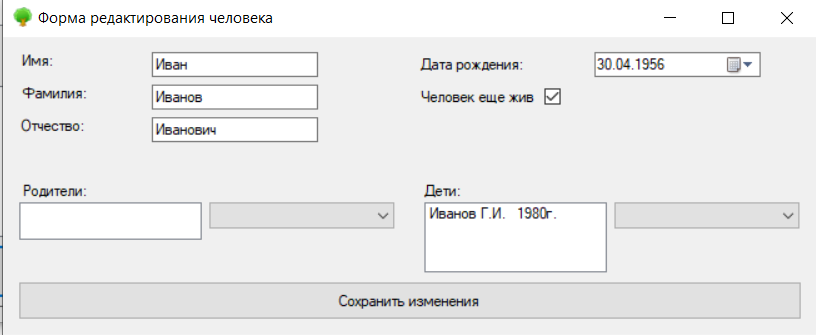 Форма редактирования человека
Имя: Иван
Дата рождения: 30.04.1956
Фамилия: Иванов
Человек еще жив
Отчество: Иванович
Родители:
Дети:
Иванов Г.И. 1980г.
Сохранить изменения